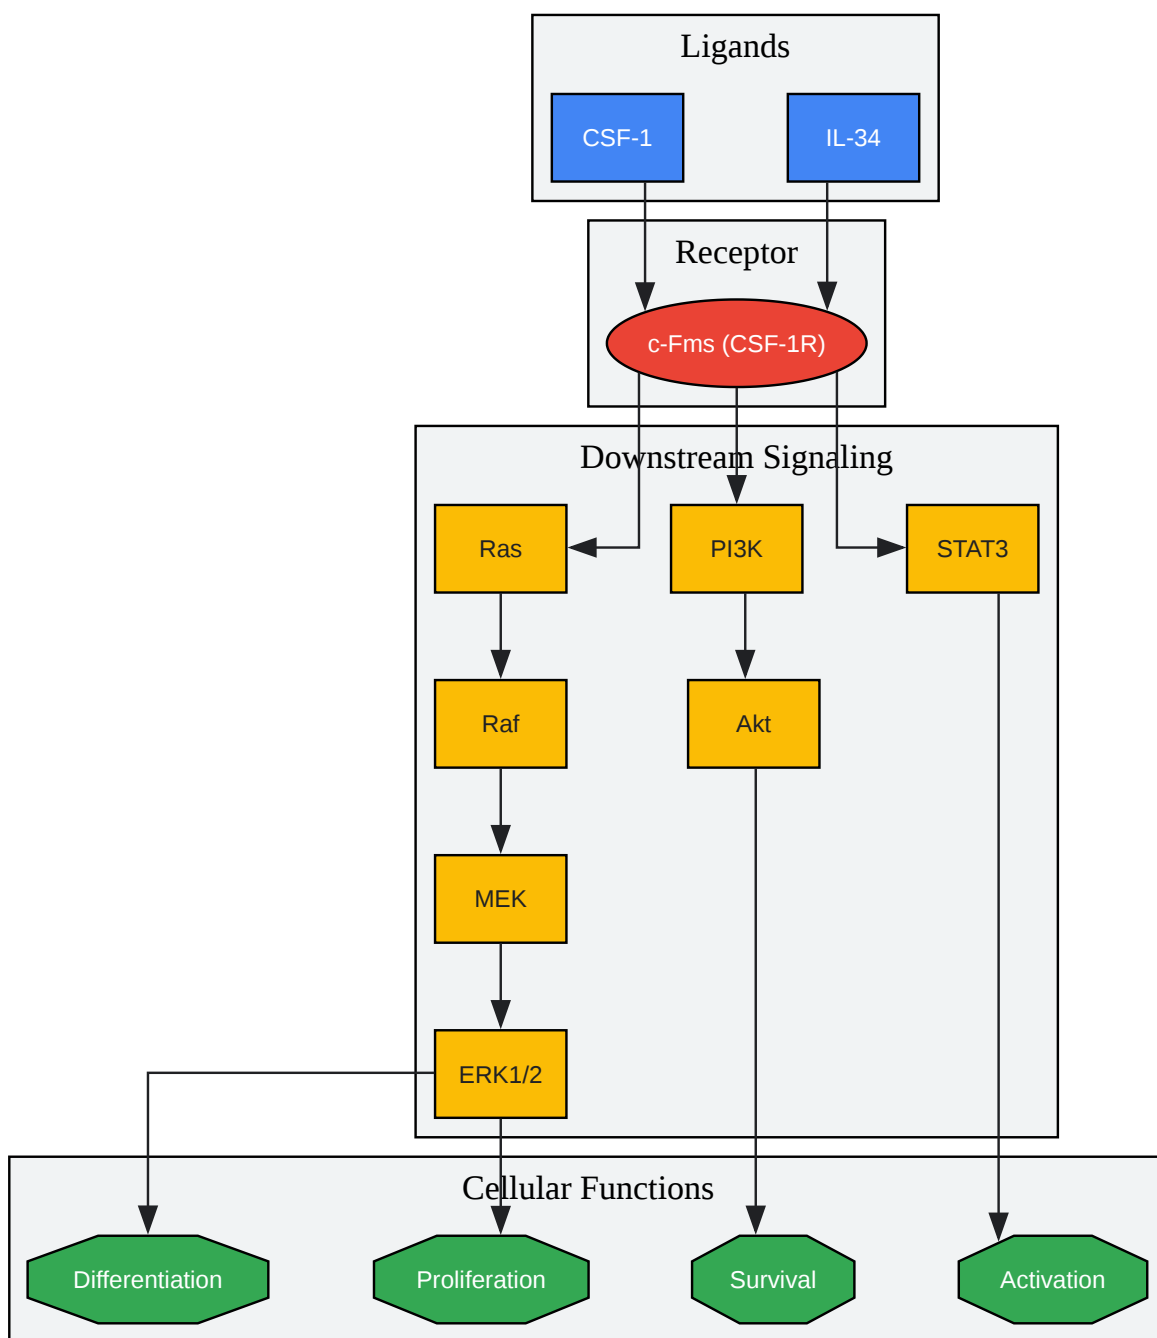 Ligands
CSF-1
IL-34
Receptor
c-Fms (CSF-1R)
Downstream Signaling
Ras
PI3K
STAT3
Raf
Akt
MEK
ERK1/2
Cellular Functions
Differentiation
Proliferation
Survival
Activation